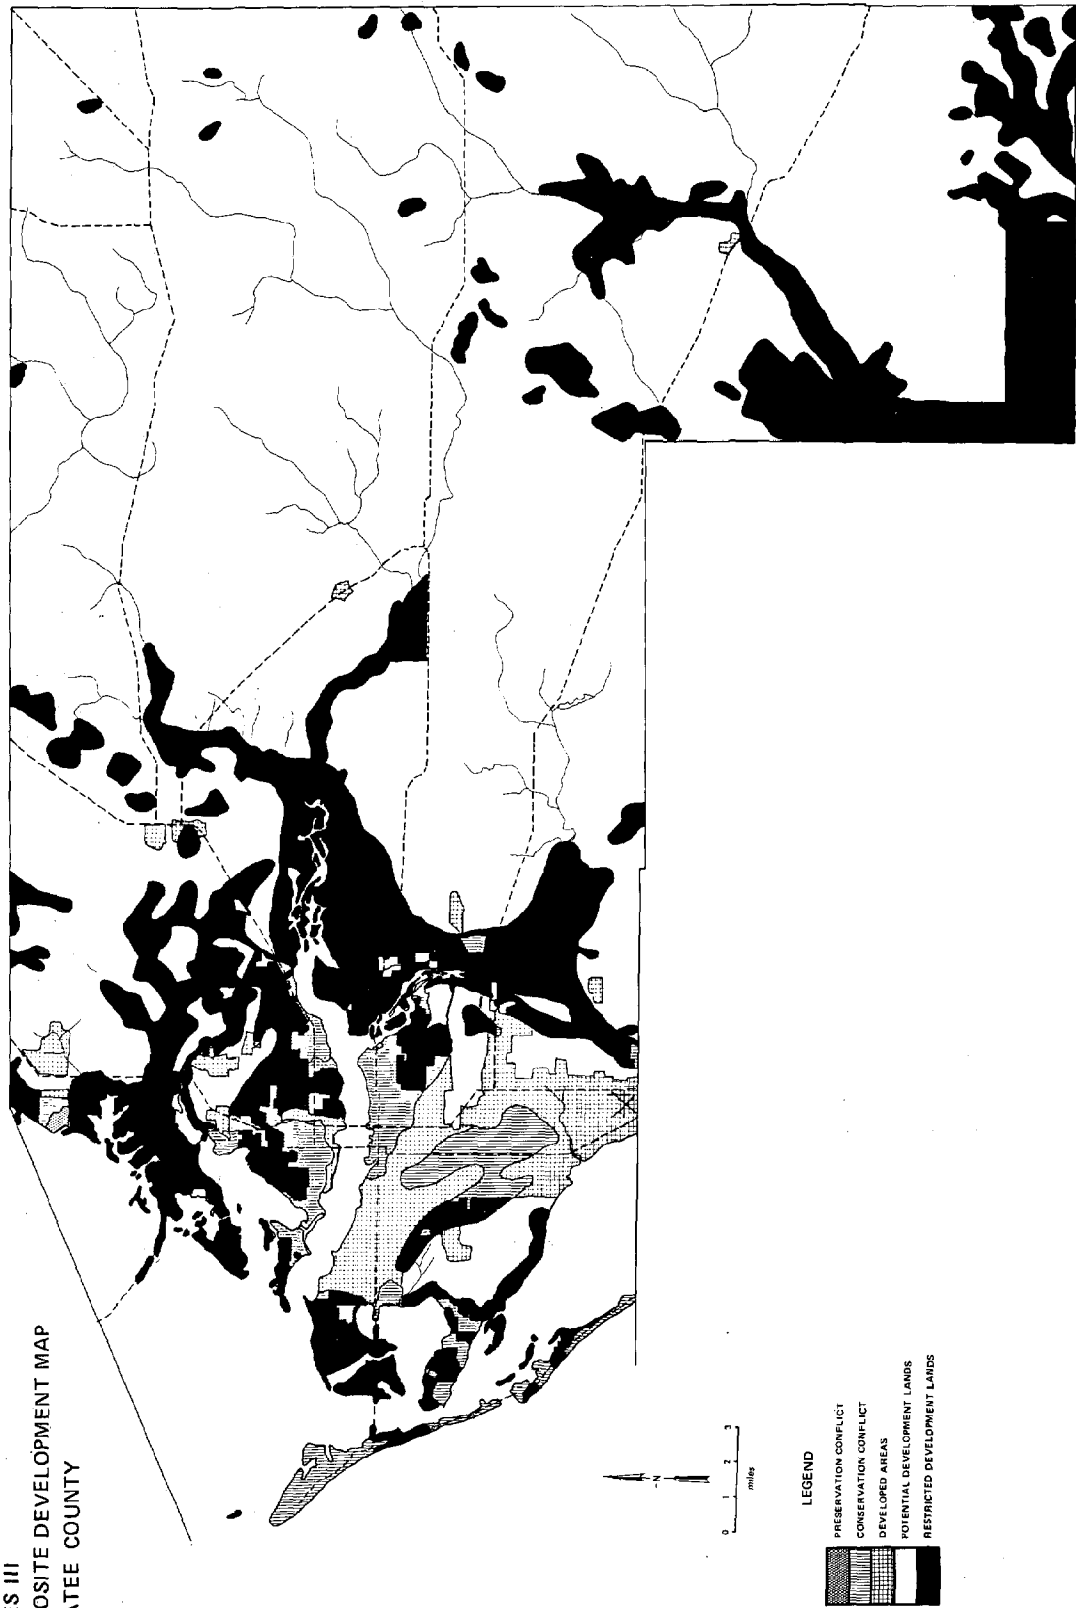 S III
OSITE DEVELOPMENT MAP
ATEE COUNTY
N
0 1 2 3
miles
LEGEND
PRESERVATION CONFLICT
CONSERVATION CONFLICT
DEVELOPED AREAS
POTENTIAL DEVELOPMENT LANDS
RESTRICTED DEVELOPMENT LANDS